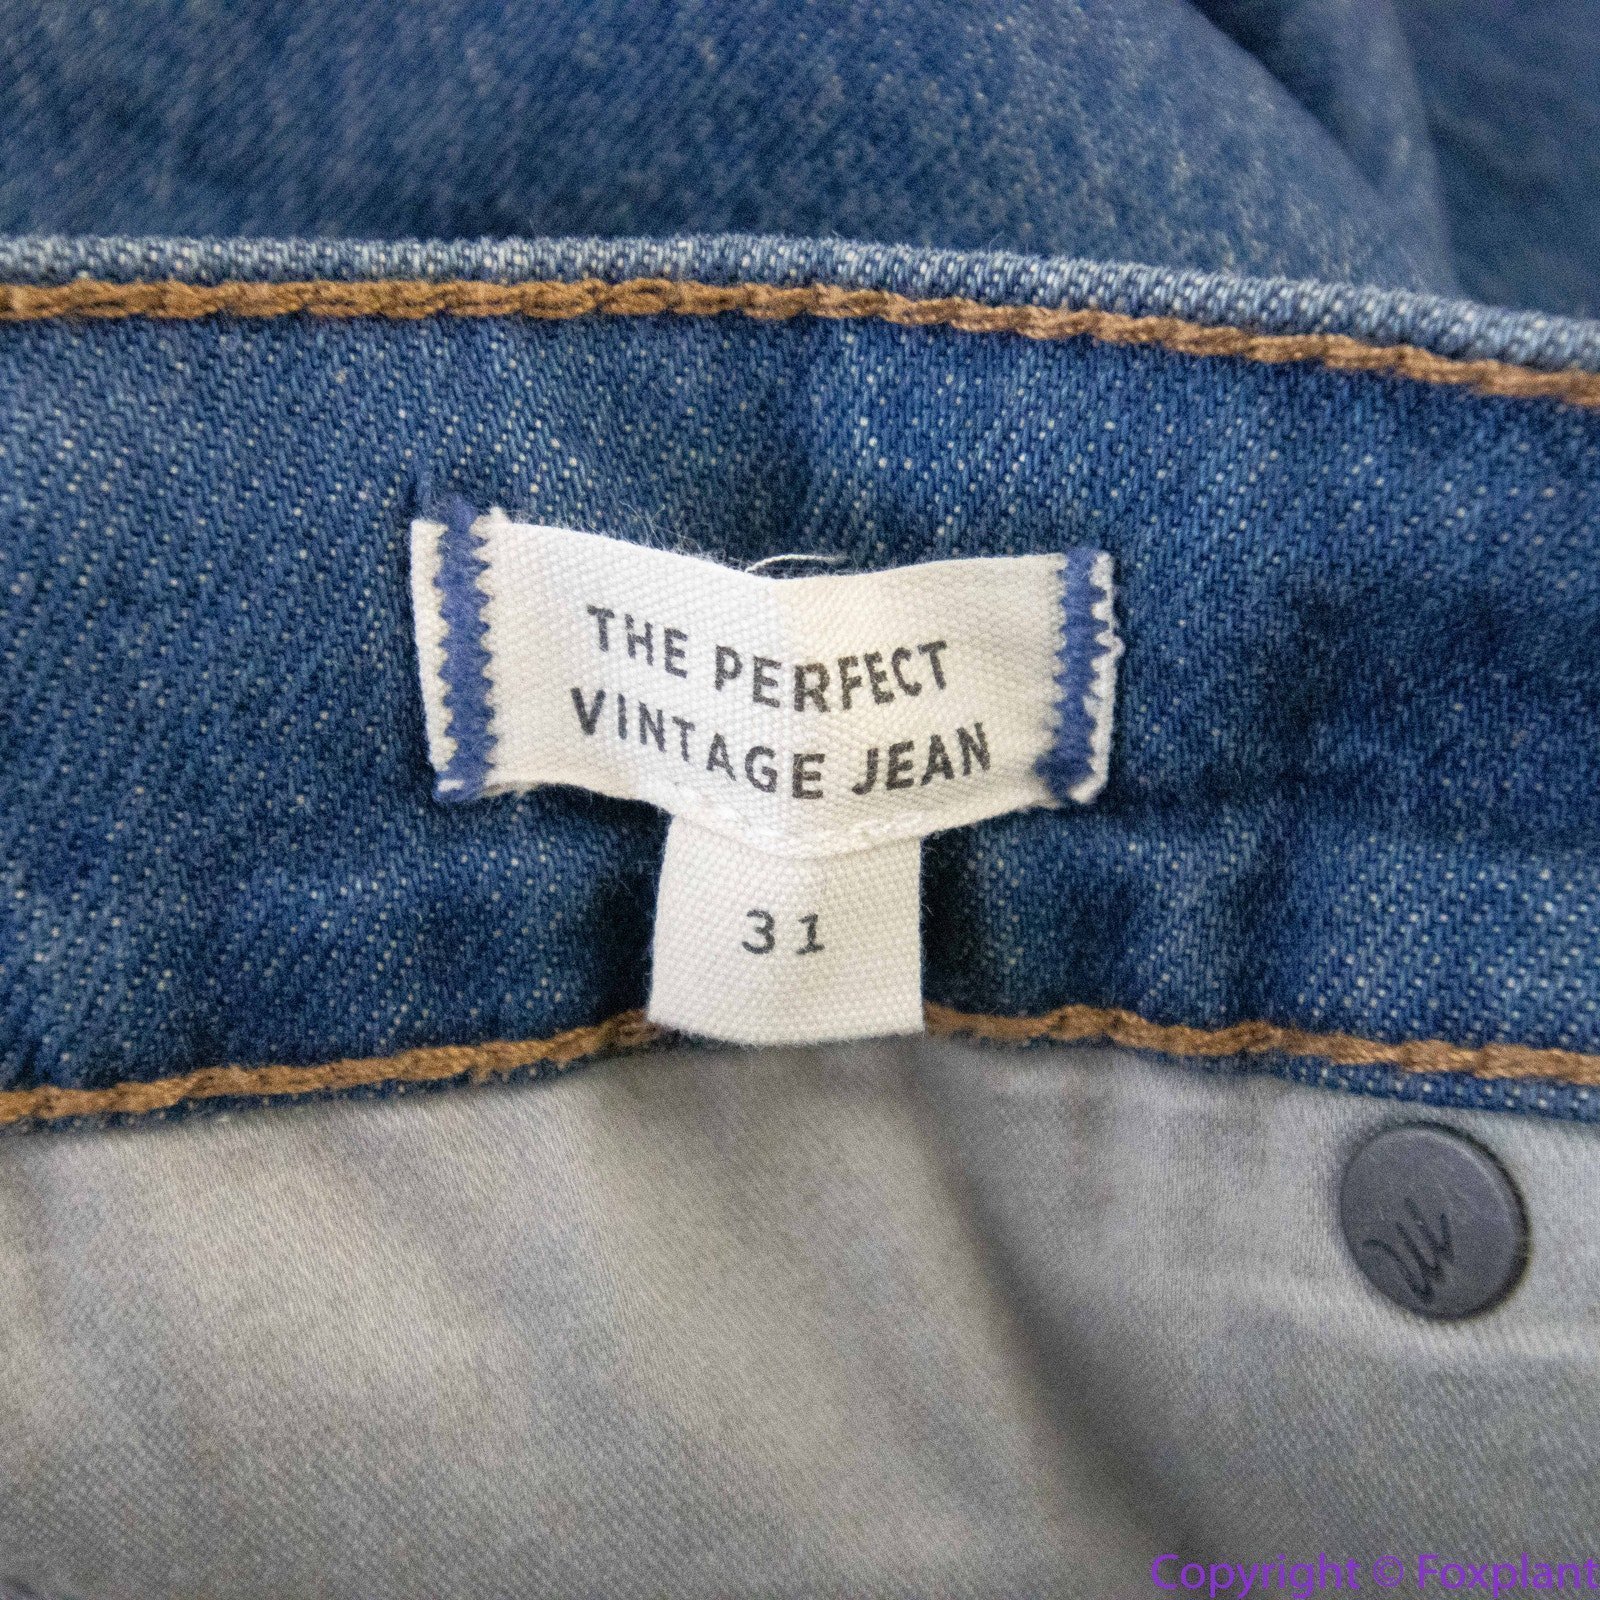 THE PERFECT
VINTAGE JEAN
31
Copyright © Foxplant